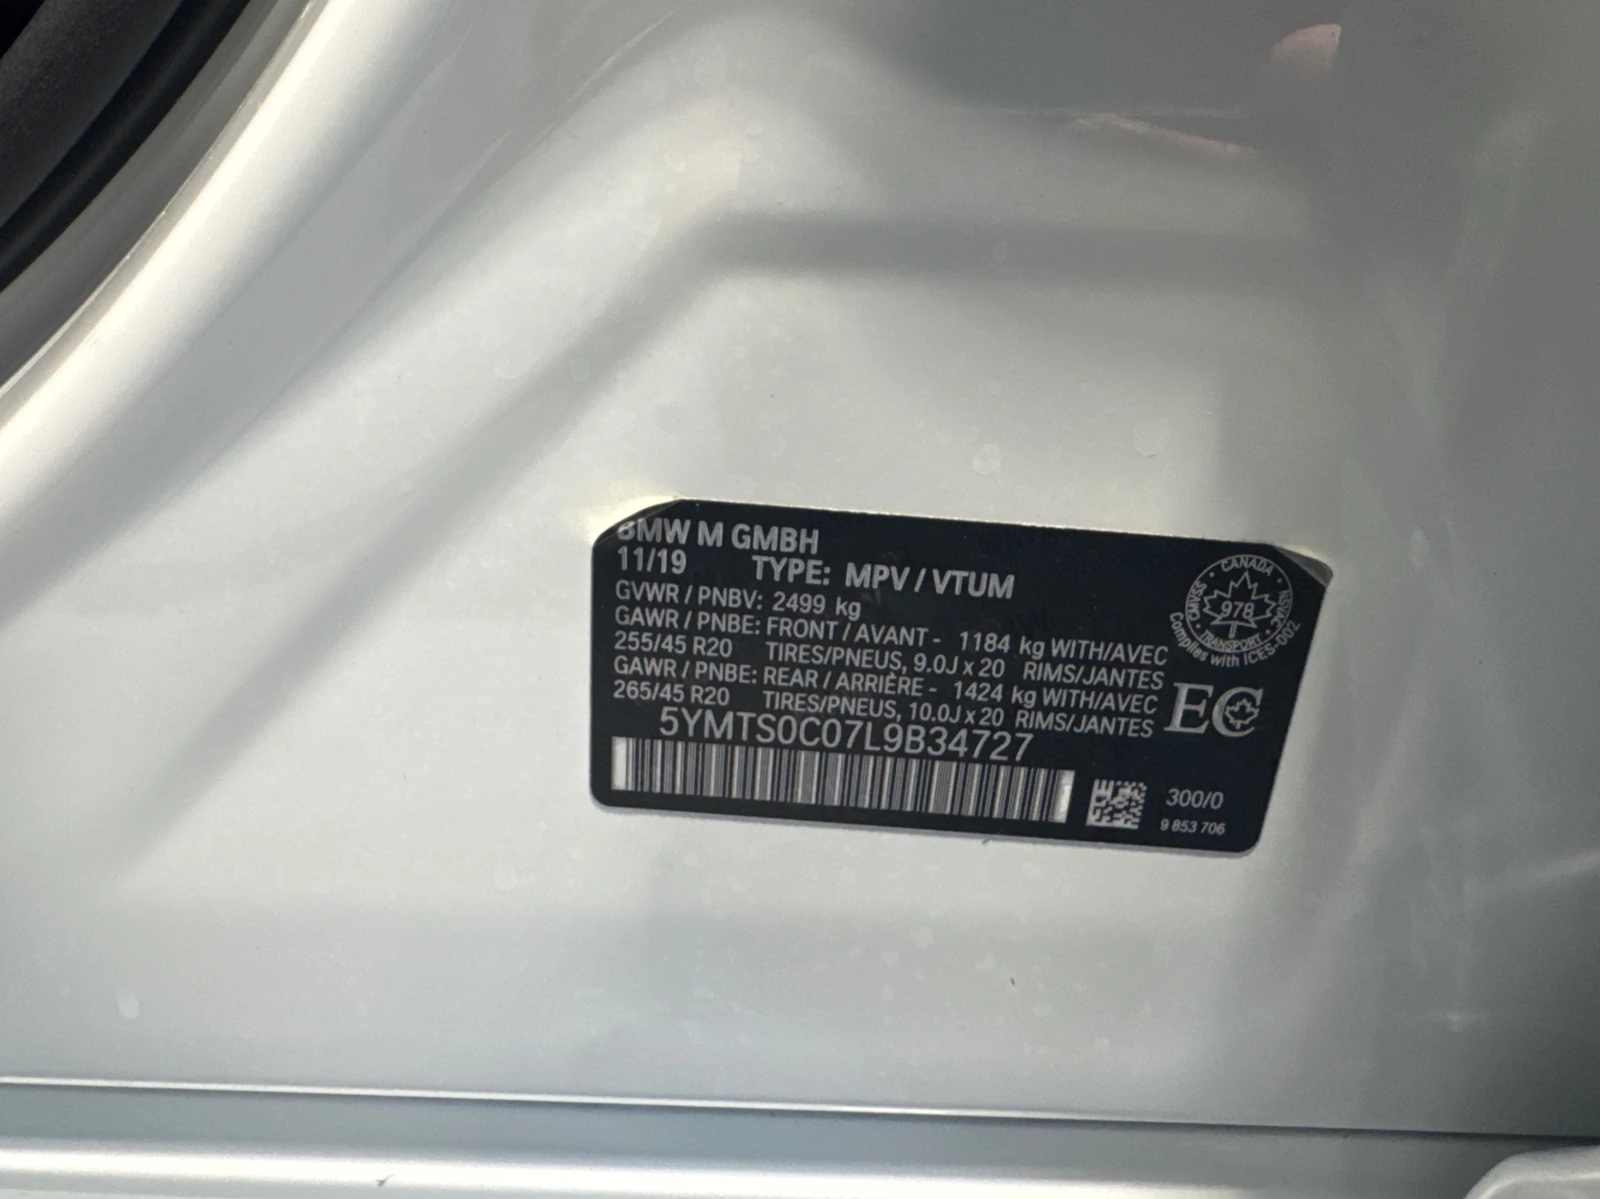 BMW M GMBH
11/19 TYPE: MPV / VTUM
GVWR / PNBV: 2499 kg
GAWR / PNBE: FRONT / AVANT - 1184 kg WITH/AVEC
255/45 R20 TIRES/PNEUS, 9.0J x 20 RIMS/JANTES
GAWR / PNBE: REAR / ARRIÈRE - 1424 kg WITH/AVEC
265/45 R20 TIRES/PNEUS, 10.0J x 20 RIMS/JANTES
5YMTS0C07L9B34727
CANADA
CMVSS NSVAC
978
TRANSPORT
Complies with ICES-002
EC
300/0
9 853 706